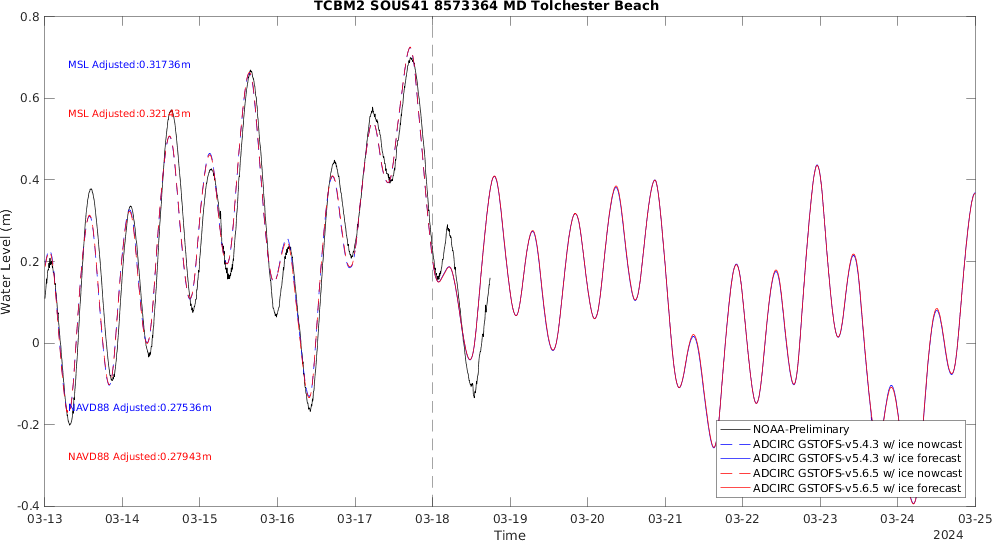 TCBM2 SOUS41 8573364 MD Tolchester Beach
Water Level (m)
0.8
0.6
0.4
0.2
0
-0.2
-0.4
MSL Adjusted:0.31736m
MSL Adjusted:0.32143m
NAVD88 Adjusted:0.27536m
NAVD88 Adjusted:0.27943m
NOAA-Preliminary
ADCIRC GSTOFS-v5.4.3 w/ ice nowcast
ADCIRC GSTOFS-v5.4.3 w/ ice forecast
ADCIRC GSTOFS-v5.6.5 w/ ice nowcast
ADCIRC GSTOFS-v5.6.5 w/ ice forecast
03-13 03-14 03-15 03-16 03-17 03-18 03-19 03-20 03-21 03-22 03-23 03-24 03-25
Time
2024